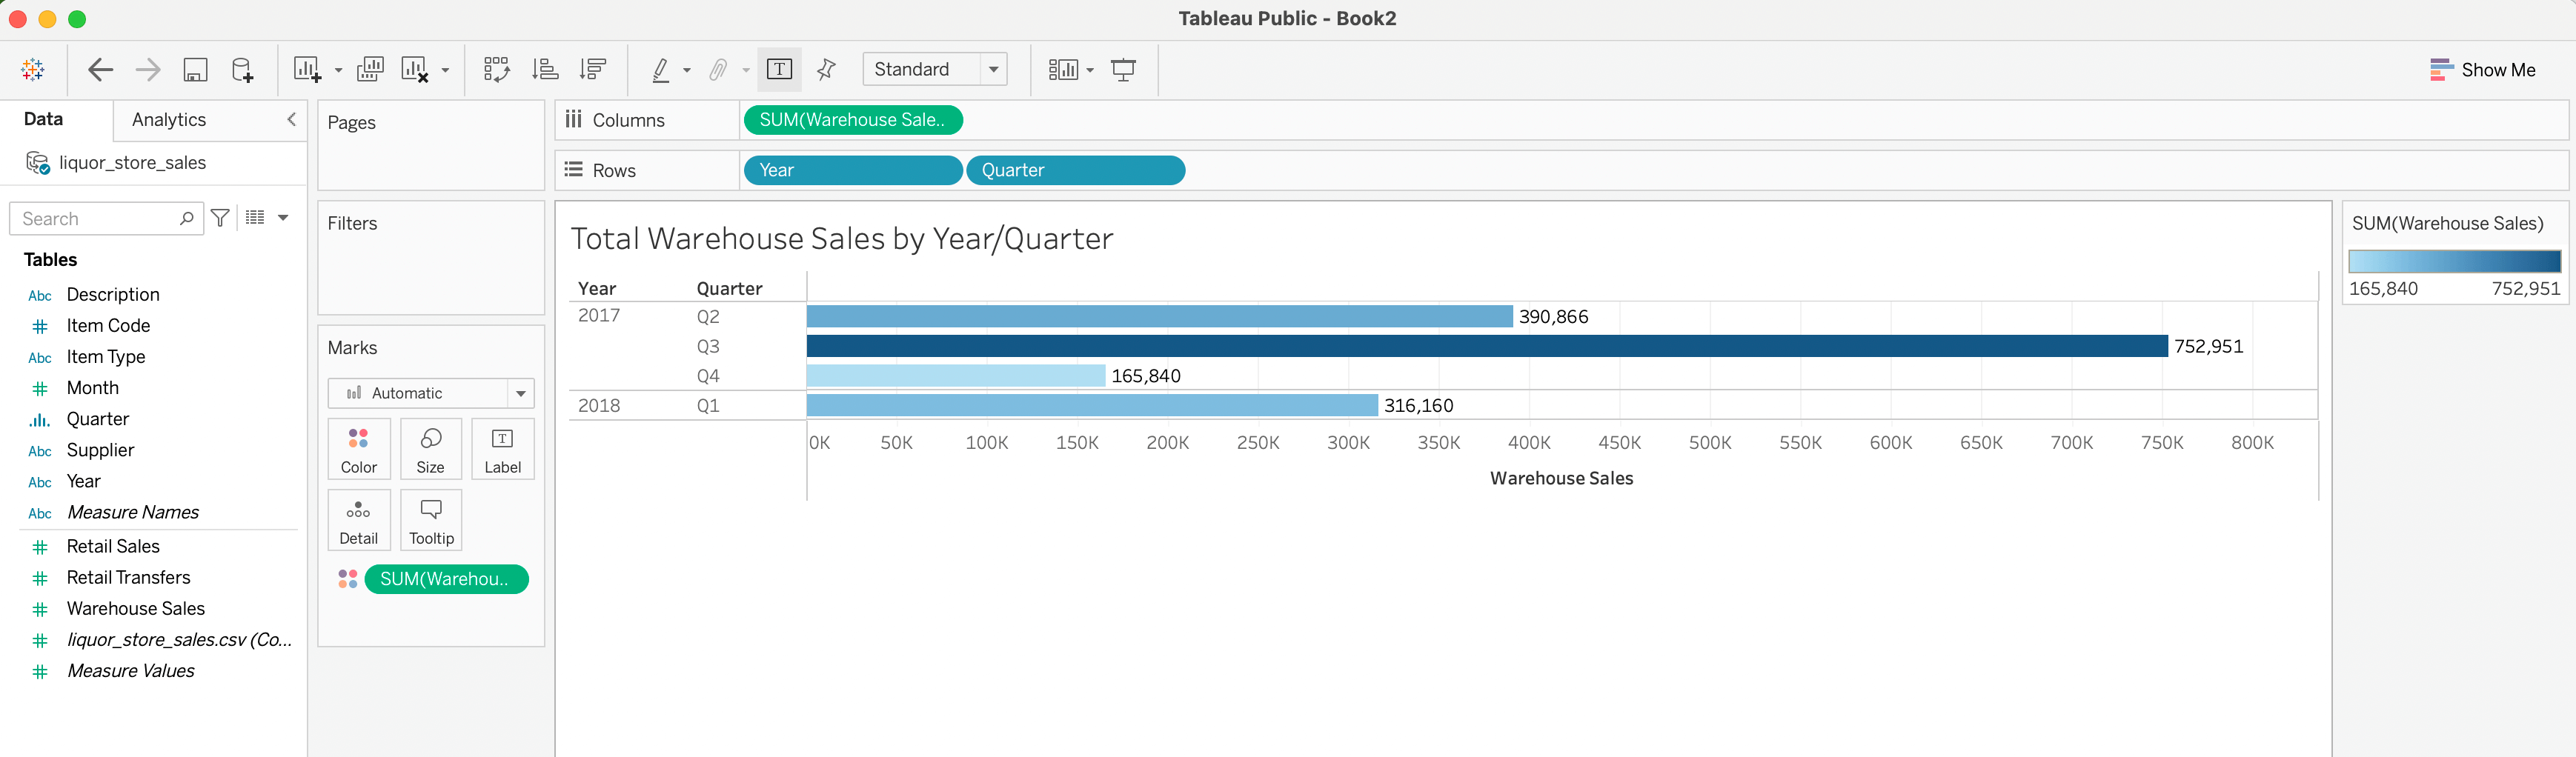 Tableau Public - Book2
Standard
Show Me
Data
Analytics
liquor_store_sales
Search
Tables
Abc Description
# Item Code
Abc Item Type
# Month
Quarter
Abc Supplier
Abc Year
Abc Measure Names
# Retail Sales
# Retail Transfers
# Warehouse Sales
# liquor_store_sales.csv (Co...
# Measure Values
Pages
Filters
Marks
Automatic
Color Size Label
Detail Tooltip
SUM(Warehou..
Columns SUM(Warehouse Sale..
Rows Year Quarter
Total Warehouse Sales by Year/Quarter
Year Quarter
2017 Q2 390,866
Q3 752,951
Q4 165,840
2018 Q1 316,160
0K 50K 100K 150K 200K 250K 300K 350K 400K 450K 500K 550K 600K 650K 700K 750K 800K
Warehouse Sales
SUM(Warehouse Sales)
165,840 752,951